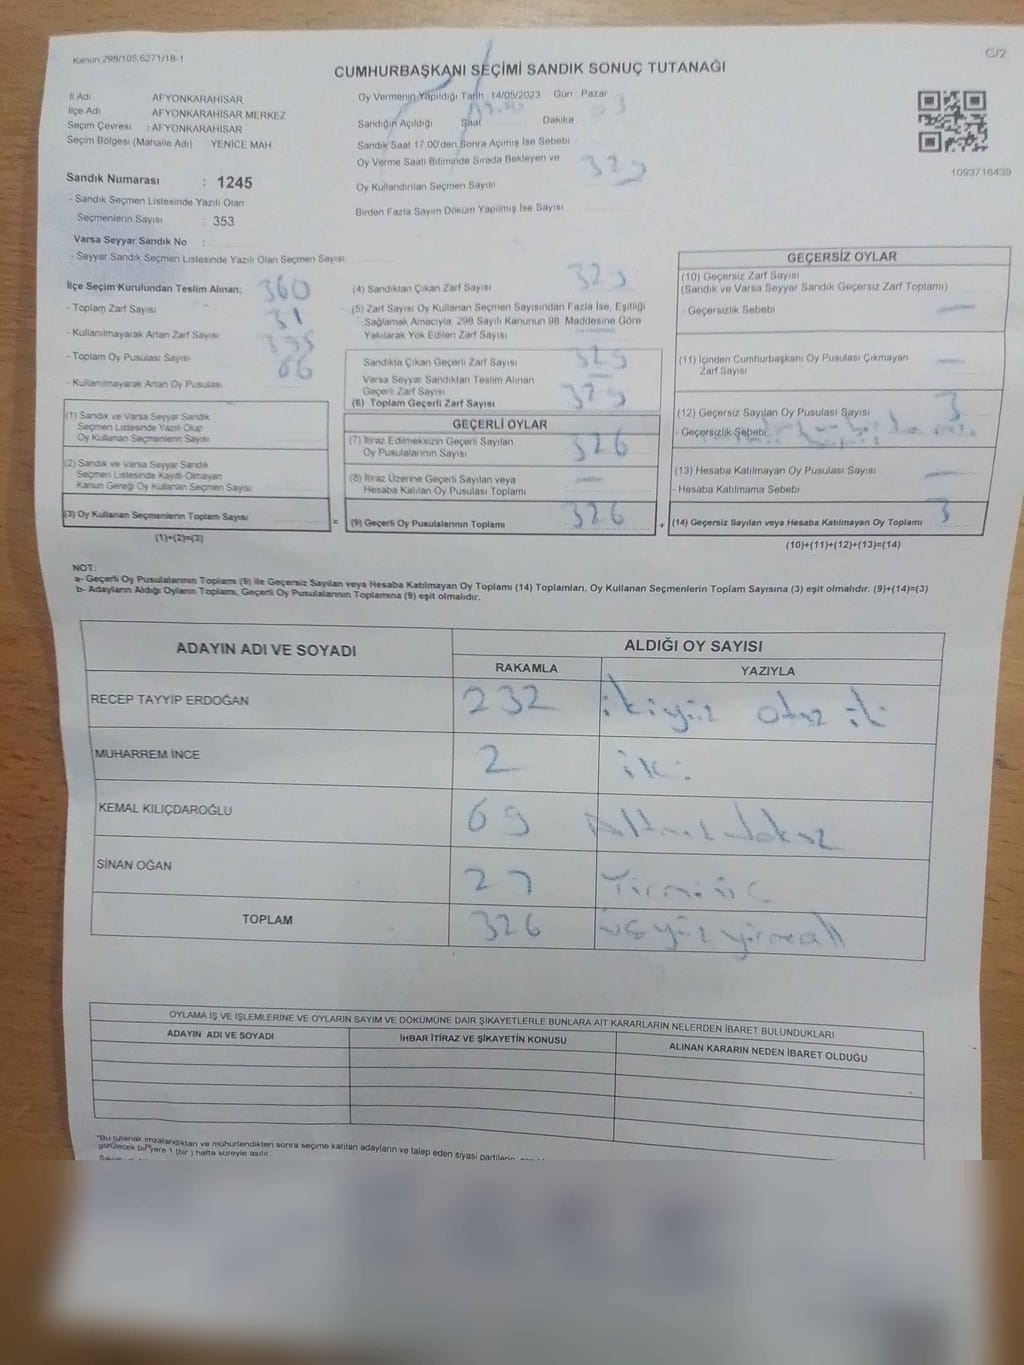 Kanun:298/105,6271/18-1
C/2
CUMHURBAŞKANI SEÇİMİ SANDIK SONUÇ TUTANAĞI
İl Adı AFYONKARAHİSAR
İlçe Adı AFYONKARAHİSAR MERKEZ
Seçim Çevresi : AFYONKARAHİSAR
Seçim Bölgesi (Mahalle Adı) YENİCE MAH
Sandık Numarası : 1245
- Sandık Seçmen Listesinde Yazılı Olan
Seçmenlerin Sayısı : 353
Varsa Seyyar Sandık No :
- Seyyar Sandık Seçmen Listesinde Yazılı Olan Seçmen Sayısı
Oy Vermenin Yapıldığı Tarih 14/05/2023 Gün : Pazar
Sandığın Açıldığı Saat Dakika
Sandık Saat 17.00'den Sonra Açımış İse Sebebi
Oy Verme Saati Bitiminde Sırada Bekleyen ve
Oy Kullandırılan Seçmen Sayısı 329
Birden Fazla Sayım Döküm Yapılmış İse Sayısı
1093716439
İlçe Seçim Kurulundan Teslim Alınan; 360
- Toplam Zarf Sayısı 31
- Kullanılmayarak Artan Zarf Sayısı
- Toplam Oy Pusulası Sayısı
- Kullanılmayarak Artan Oy Pusulası
(1) Sandık ve Varsa Seyyar Sandık
Seçmen Listesinde Yazılı Olup
Oy Kullanan Seçmenlerin Sayısı
(2) Sandık ve Varsa Seyyar Sandık
Seçmen Listesinde Kayıtlı Olmayan
Kanun Gereği Oy Kullanan Seçmen Sayısı
(3) Oy Kullanan Seçmenlerin Toplam Sayısı
(1)+(2)=(3)
(4) Sandıktan Çıkan Zarf Sayısı 329
(5) Zarf Sayısı Oy Kullanan Seçmen Sayısından Fazla İse, Eşitliği
Sağlamak Amacıyla, 298 Sayılı Kanunun 98. Maddesine Göre
Yakılarak Yok Edilen Zarf Sayısı —
Sandıkta Çıkan Geçerli Zarf Sayısı 329
Varsa Seyyar Sandıktan Teslim Alınan
Geçerli Zarf Sayısı —
(6) Toplam Geçerli Zarf Sayısı 329
GEÇERLİ OYLAR
(7) İtiraz Edilmeksizin Geçerli Sayılan
Oy Pusulalarının Sayısı 326
(8) İtiraz Üzerine Geçerli Sayılan veya
Hesaba Katılan Oy Pusulası Toplamı —
= (9) Geçerli Oy Pusulalarının Toplamı 326
GEÇERSİZ OYLAR
(10) Geçersiz Zarf Sayısı
(Sandık ve Varsa Seyyar Sandık Geçersiz Zarf Toplamı)
- Geçersizlik Sebebi —
(11) İçinden Cumhurbaşkanı Oy Pusulası Çıkmayan
Zarf Sayısı —
(12) Geçersiz Sayılan Oy Pusulası Sayısı 3
- Geçersizlik Sebebi
(13) Hesaba Katılmayan Oy Pusulası Sayısı —
- Hesaba Katılmama Sebebi
+ (14) Geçersiz Sayılan veya Hesaba Katılmayan Oy Toplamı 3
(10)+(11)+(12)+(13)=(14)
NOT:
a- Geçerli Oy Pusulalarının Toplamı (9) ile Geçersiz Sayılan veya Hesaba Katılmayan Oy Toplamı (14) Toplamları, Oy Kullanan Seçmenlerin Toplam Sayısına (3) eşit olmalıdır. (9)+(14)=(3)
b- Adayların Aldığı Oyların Toplamı, Geçerli Oy Pusulalarının Toplamına (9) eşit olmalıdır.
ADAYIN ADI VE SOYADI ALDIĞI OY SAYISI
RAKAMLA YAZIYLA
RECEP TAYYİP ERDOĞAN 232 ikiyüz otuz iki
MUHARREM İNCE 2 iki
KEMAL KILIÇDAROĞLU 69 Altmış dokuz
SİNAN OĞAN Yirmi üç
TOPLAM 326 üçyüz yirmialtı
OYLAMA İŞ VE İŞLEMLERİNE VE OYLARIN SAYIM VE DÖKÜMÜNE DAİR ŞİKAYETLERLE BUNLARA AİT KARARLARIN NELERDEN İBARET BULUNDUKLARI
ADAYIN ADI VE SOYADI İHBAR İTİRAZ VE ŞİKAYETİN KONUSU ALINAN KARARIN NEDEN İBARET OLDUĞU
"Bu tutanak imzalandıktan ve mühürlendikten sonra seçime katılan adayların ve talep eden siyasi partilerin
görülecek bir yere 1 (bir) hafta süreyle asılır.